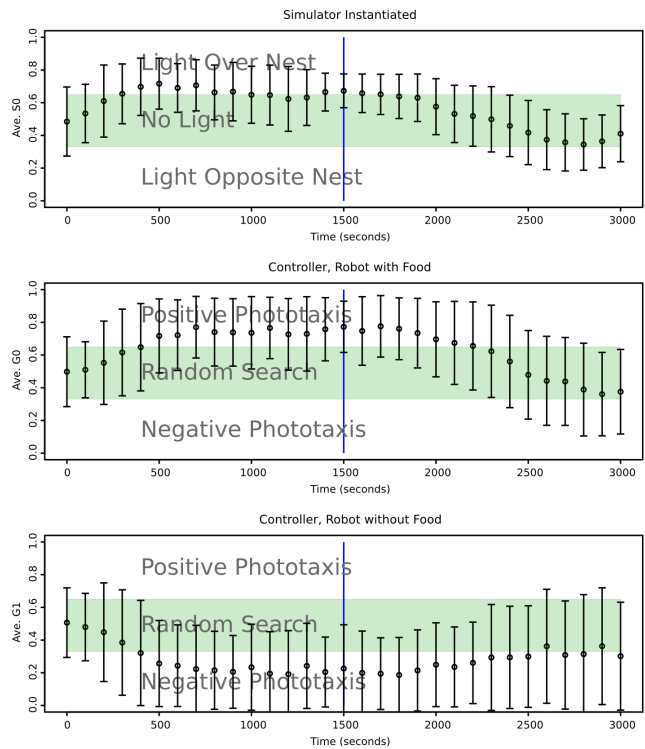 Simulator Instantiated
Ave. S0
1.0
0.8
0.6
0.4
0.2
0.0
Light Over Nest
No Light
Light Opposite Nest
0 500 1000 1500 2000 2500 3000
Time (seconds)
Controller, Robot with Food
Ave. G0
1.0
0.8
0.6
0.4
0.2
0.0
Positive Phototaxis
Random Search
Negative Phototaxis
0 500 1000 1500 2000 2500 3000
Time (seconds)
Controller, Robot without Food
Ave. G1
1.0
0.8
0.6
0.4
0.2
0.0
Positive Phototaxis
Random Search
Negative Phototaxis
0 500 1000 1500 2000 2500 3000
Time (seconds)